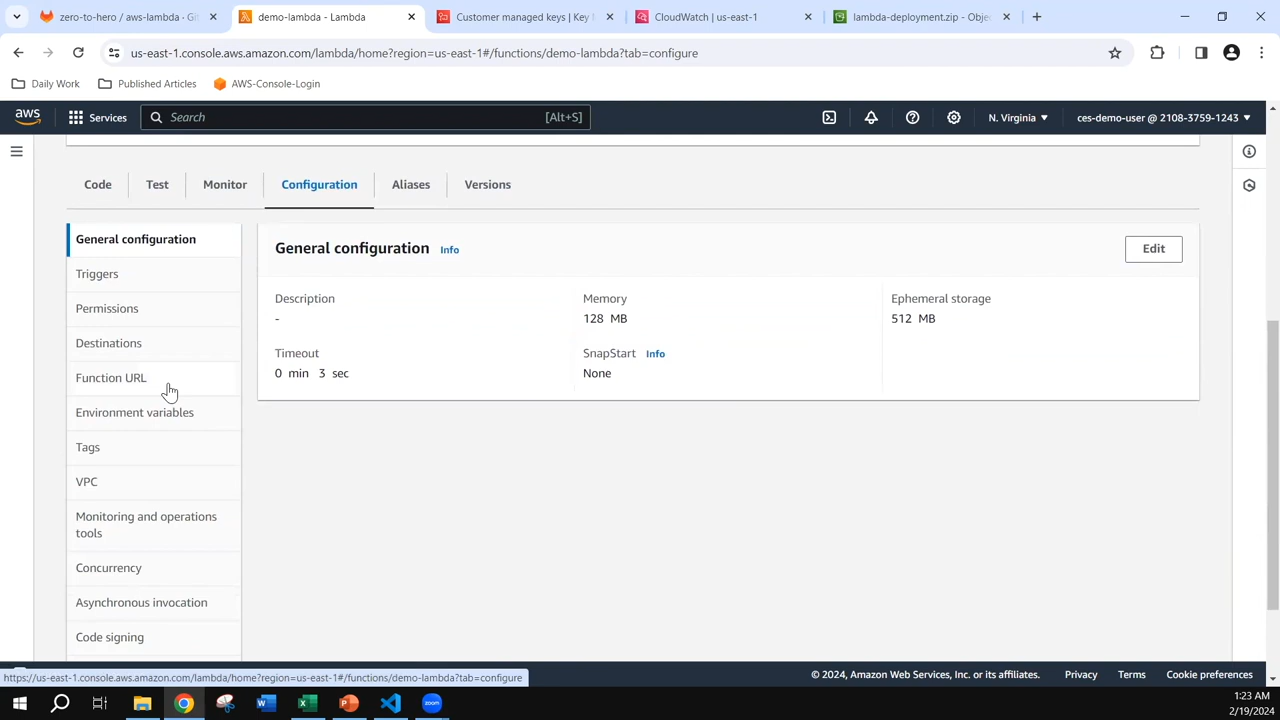 zero-to-hero / aws-lambda · Gi
demo-lambda - Lambda
Customer managed keys | Key
CloudWatch | us-east-1
lambda-deployment.zip - Obje
us-east-1.console.aws.amazon.com/lambda/home?region=us-east-1#/functions/demo-lambda?tab=configure
Daily Work
Published Articles
AWS-Console-Login
aws
Services
Search
[Alt+S]
N. Virginia
ces-demo-user @ 2108-3759-1243
Code
Test
Monitor
Configuration
Aliases
Versions
General configuration
Triggers
Permissions
Destinations
Function URL
Environment variables
Tags
VPC
Monitoring and operations
tools
Concurrency
Asynchronous invocation
Code signing
General configuration Info
Edit
Description
-
Memory
128 MB
Ephemeral storage
512 MB
Timeout
0 min 3 sec
SnapStart Info
None
https://us-east-1.console.aws.amazon.com/lambda/home?region=us-east-1#/functions/demo-lambda?tab=configure
© 2024, Amazon Web Services, Inc. or its affiliates.
Privacy
Terms
Cookie preferences
zoom
1:23 AM
2/19/2024